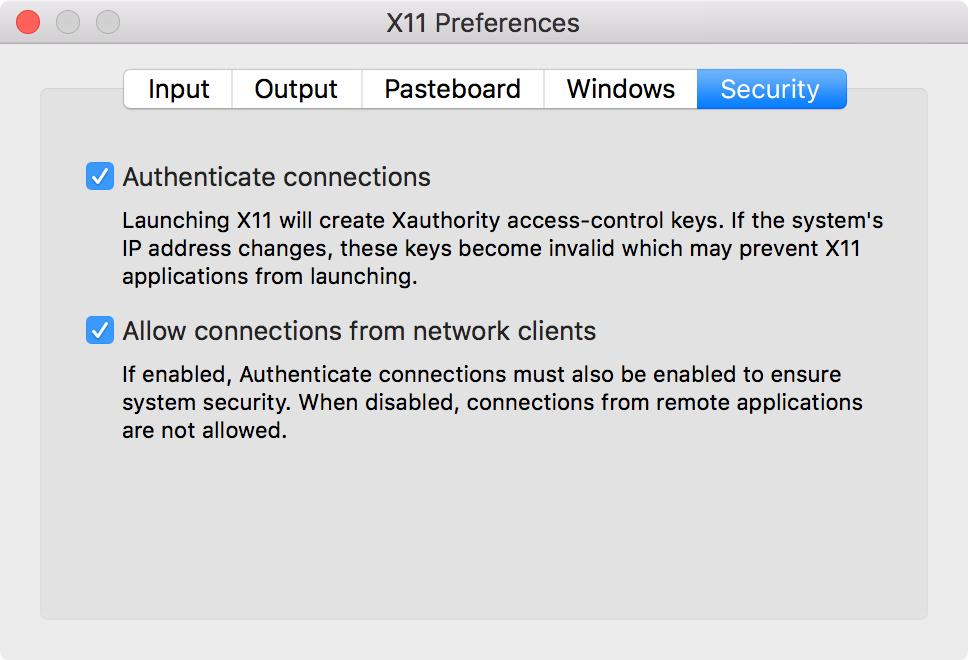 X11 Preferences
Input Output Pasteboard Windows Security
Authenticate connections
Launching X11 will create Xauthority access-control keys. If the system's
IP address changes, these keys become invalid which may prevent X11
applications from launching.
Allow connections from network clients
If enabled, Authenticate connections must also be enabled to ensure
system security. When disabled, connections from remote applications
are not allowed.